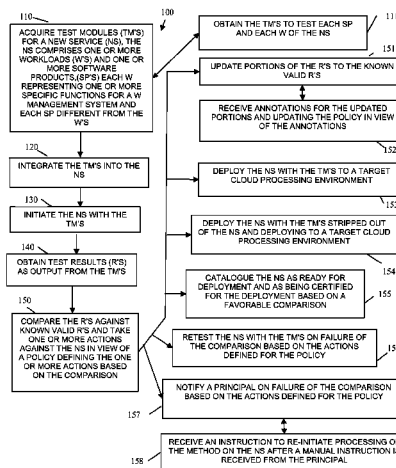 100
110
ACQUIRE TEST MODULES (TM'S)
FOR A NEW SERVICE (NS), THE
NS COMPRISES ONE OR MORE
WORKLOADS (W'S) AND ONE
OR MORE SOFTWARE
PRODUCTS,(SP'S) EACH W
REPRESENTING ONE OR MORE
SPECIFIC FUNCTIONS FOR A W
MANAGEMENT SYSTEM AND
EACH SP DIFFERENT FROM THE
W'S
120
INTEGRATE THE TM'S INTO THE
NS
130
INITIATE THE NS WITH THE
TM'S
140
OBTAIN TEST RESULTS (R'S)
AS OUTPUT FROM THE TM'S
150
COMPARE THE R'S AGAINST
KNOWN VALID R'S AND TAKE
ONE OR MORE ACTIONS
AGAINST THE NS IN VIEW OF
A POLICY DEFINING THE ONE
OR MORE ACTIONS BASED
ON THE COMPARISON
OBTAIN THE TM'S TO TEST EACH SP
AND EACH W OF THE NS
151
UPDATE PORTIONS OF THE R'S TO THE KNOWN
VALID R'S
RECEIVE ANNOTATIONS FOR THE UPDATED
PORTIONS AND UPDATING THE POLICY IN VIEW
OF THE ANNOTATIONS
152
DEPLOY THE NS WITH THE TM'S TO A TARGET
CLOUD PROCESSING ENVIRONMENT
153
DEPLOY THE NS WITH THE TM'S STRIPPED OUT
OF THE NS AND DEPLOYING TO A TARGET CLOUD
PROCESSING ENVIRONMENT
154
CATALOGUE THE NS AS READY FOR
DEPLOYMENT AND AS BEING CERTIFIED
FOR THE DEPLOYMENT BASED ON A
FAVORABLE COMPARISON
155
RETEST THE NS WITH THE TM'S ON FAILURE OF
THE COMPARISON BASED ON THE ACTIONS
DEFINED FOR THE POLICY
NOTIFY A PRINCIPAL ON FAILURE OF THE COMPARISON
BASED ON THE ACTIONS DEFINED FOR THE POLICY
157
RECEIVE AN INSTRUCTION TO RE-INITIATE PROCESSING OF
THE METHOD ON THE NS AFTER A MANUAL INSTRUCTION IS
RECEIVED FROM THE PRINCIPAL
158